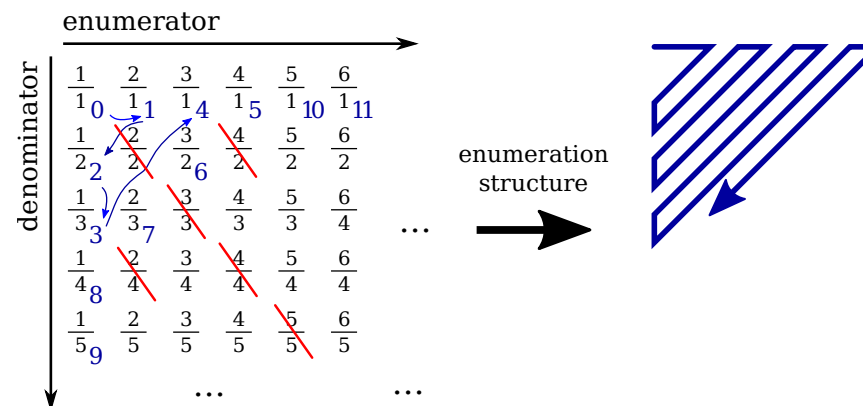 enumerator
denominator
1 2 3 4 5 6
1 0 1 1 1 4 1 5 1 10 1 11
1 2 3 4 5 6
2 2 2 2 6 2 2 2
1 2 3 4 5 6
3 3 3 7 3 3 3 4
1 2 3 4 5 6
4 8 4 4 4 4 4
1 2 3 4 5 6
5 9 5 5 5 5 5
...
... ...
enumeration
structure